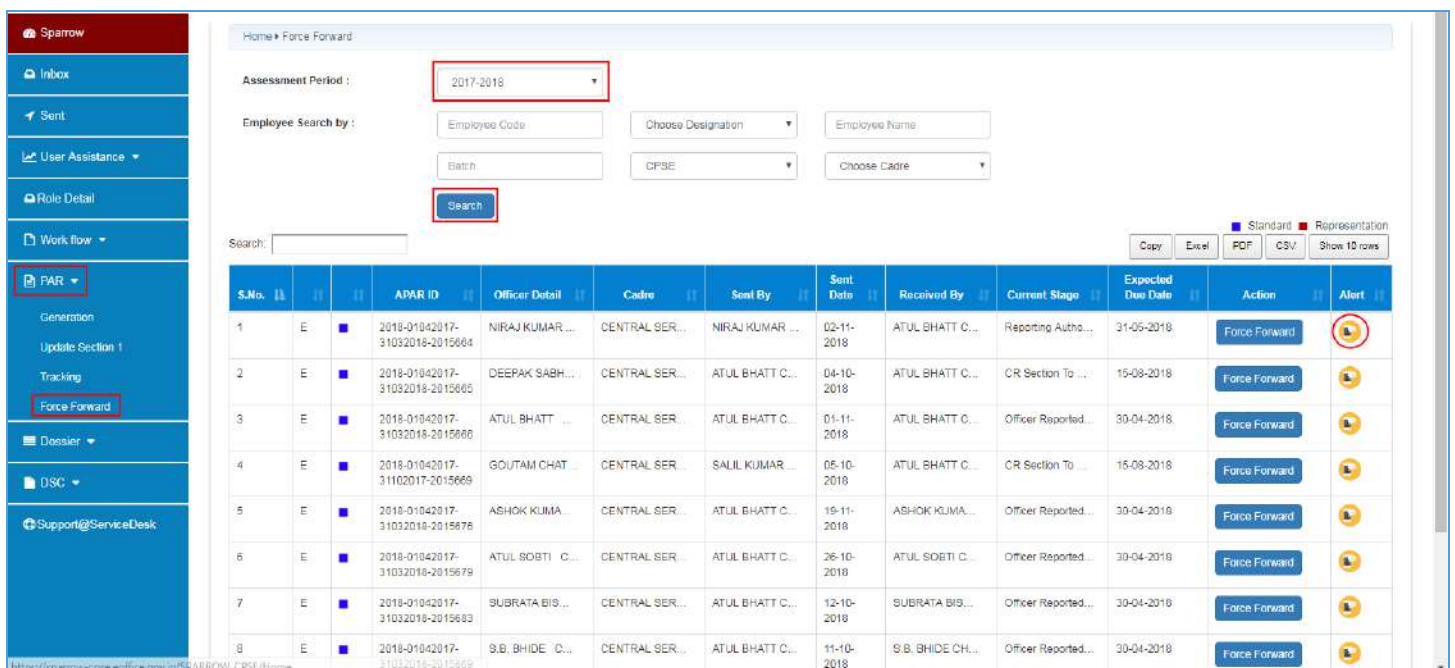 Sparrow
Inbox
Sent
User Assistance
Role Detail
Work flow
PAR
Generation
Update Section 1
Tracking
Force Forward
Dossier
DSC
Support@ServiceDesk
Home Force Forward
Assessment Period : 2017-2018
Employee Search by : Employee Code Choose Designation Employee Name
Batch CPSE Choose Cadre
Search
Standard Representation
Search: Copy Excel PDF CSV Show 10 rows
S.No. APAR ID Officer Detail Cadre Sent By Sent Date Received By Current Stage Expected Due Date Action Alert
1 E 2018-01042017- NIRAJ KUMAR ... CENTRAL SER... NIRAJ KUMAR ... 02-11- ATUL BHATT C... Reporting Autho... 31-05-2018 Force Forward
31032018-2015664 2018
2 E 2018-01042017- DEEPAK SABH... CENTRAL SER... ATUL BHATT C... 04-10- ATUL BHATT C... CR Section To ... 15-08-2018 Force Forward
31032018-2015665 2018
3 E 2018-01042017- ATUL BHATT ... CENTRAL SER... ATUL BHATT C... 01-11- ATUL BHATT C... Officer Reported... 30-04-2018 Force Forward
31032018-2015666 2018
4 E 2018-01042017- GOUTAM CHAT... CENTRAL SER... SALIL KUMAR ... 05-10- ATUL BHATT C... CR Section To ... 15-08-2018 Force Forward
31102017-2015669 2018
5 E 2018-01042017- ASHOK KUMA... CENTRAL SER... ATUL BHATT C... 19-11- ASHOK KUMA... Officer Reported... 30-04-2018 Force Forward
31032018-2015676 2018
6 E 2018-01042017- ATUL SOBTI C... CENTRAL SER... ATUL BHATT C... 26-10- ATUL SOBTI C... Officer Reported... 30-04-2018 Force Forward
31032018-2015679 2018
7 E 2018-01042017- SUBRATA BIS... CENTRAL SER... ATUL BHATT C... 12-10- SUBRATA BIS... Officer Reported... 30-04-2018 Force Forward
31032018-2015683 2018
8 E 2018-01042017- S.B. BHIDE C... CENTRAL SER... ATUL BHATT C... 11-10- S.B. BHIDE CH... Officer Reported... 30-04-2018 Force Forward
2018